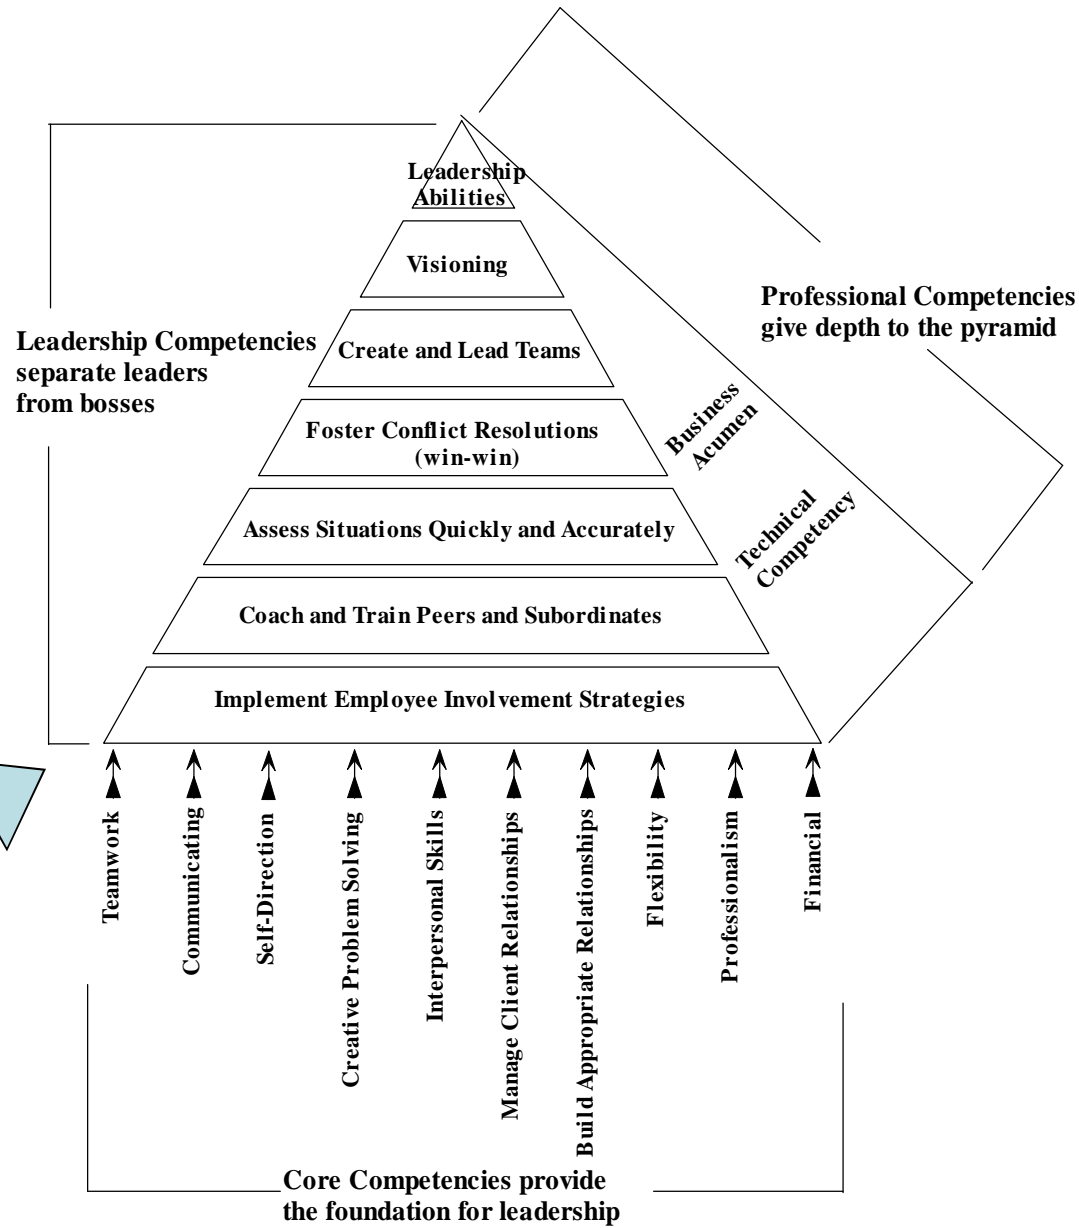 Leadership
Abilities
Visioning
Professional Competencies
give depth to the pyramid
Leadership Competencies
separate leaders
from bosses
Create and Lead Teams
Business
Acumen
Foster Conflict Resolutions
(win-win)
Assess Situations Quickly and Accurately
Technical
Competency
Coach and Train Peers and Subordinates
Implement Employee Involvement Strategies
Teamwork
Communicating
Self-Direction
Creative Problem Solving
Interpersonal Skills
Manage Client Relationships
Build Appropriate Relationships
Flexibility
Professionalism
Financial
Core Competencies provide
the foundation for leadership